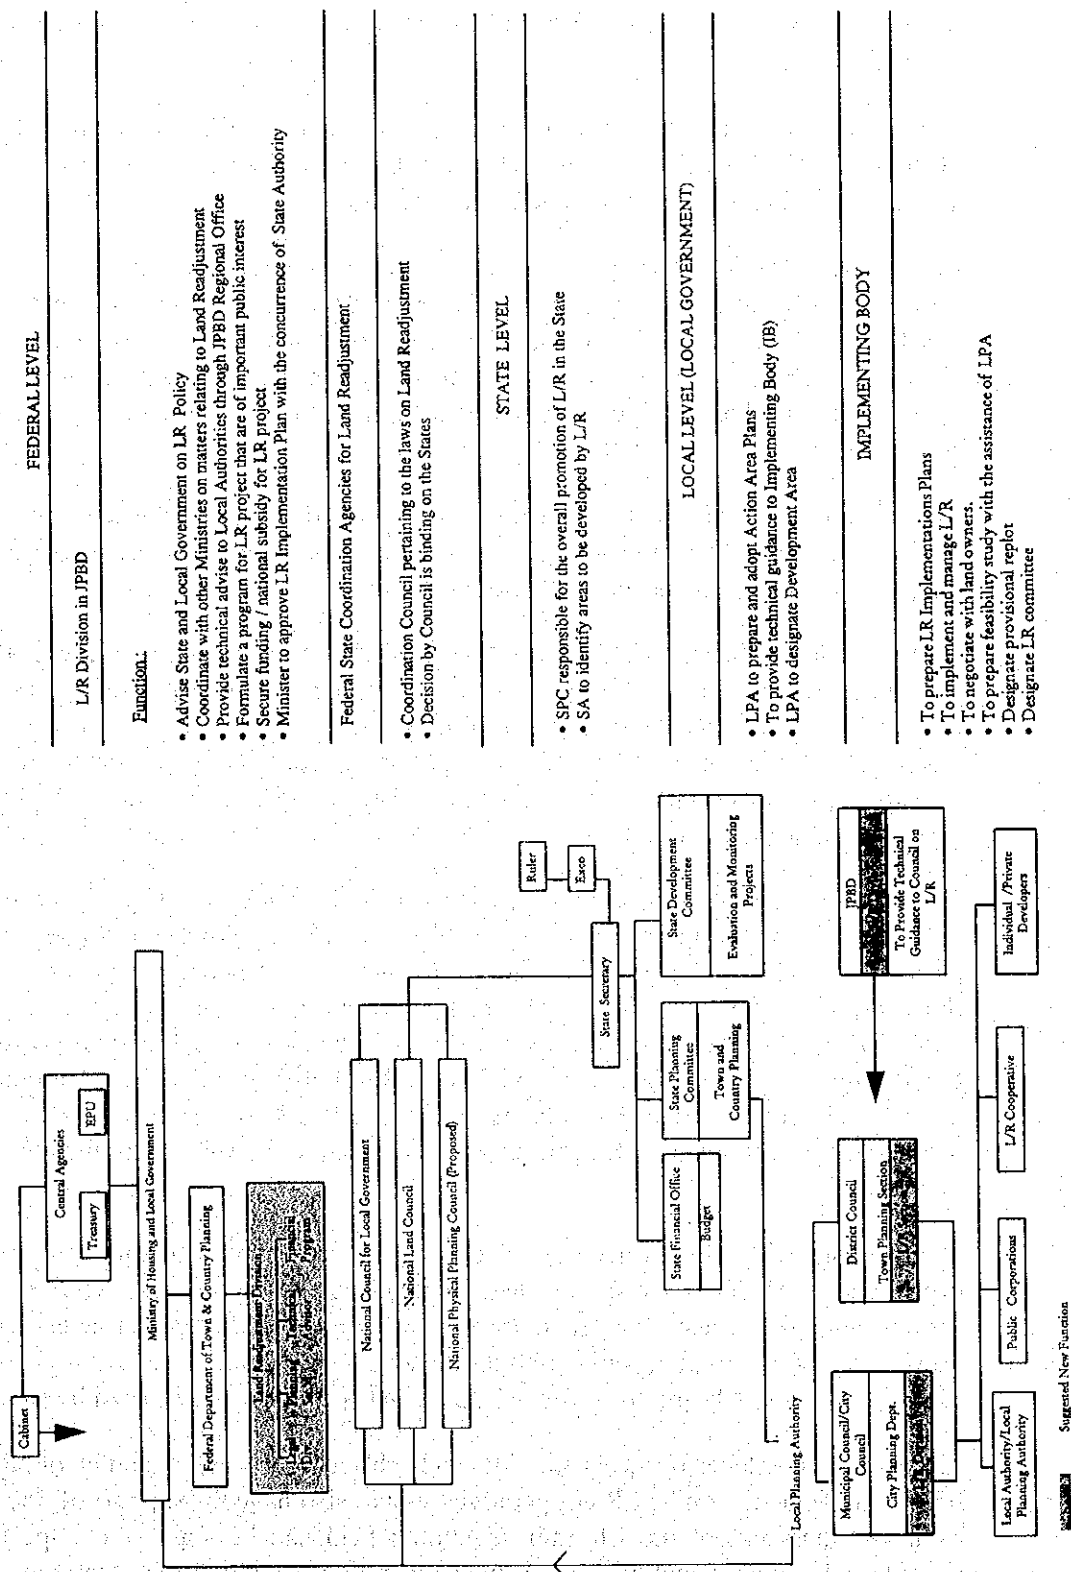 Cabinet
Central Agencies
Treasury
EPU
Ministry of Housing and Local Government
Federal Department of Town & Country Planning
Land Readjustment Division
Legal Planning Technical Financial
Program
National Council for Local Government
National Land Council
National Physical Planning Council (Proposed)
Ruler
Exco
State Secretary
State Financial Office
Budget
State Planning
Committee
Town and
Country Planning
State Development
Committee
Evaluation and Monitoring
Projects
Local Planning Authority
Municipal Council/City
Council
City Planning Dept.
District Council
Town Planning Section
JPBD
To Provide Technical
Guidance to Council on
L/R
Local Authority/Local
Planning Authority
Public Corporations
L/R Cooperative
Individual /Private
Developers
Suggested New Function
FEDERAL LEVEL
L/R Division in JPBD
Function:
• Advise State and Local Government on LR Policy
• Coordinate with other Ministries on matters relating to Land Readjustment
• Provide technical advise to Local Authorities through JPBD Regional Office
• Formulate a program for LR project that are of important public interest
• Secure funding / national subsidy for LR project
• Minister to approve LR Implementation Plan with the concurrence of State Authority
Federal State Coordination Agencies for Land Readjustment
• Coordination Council pertaining to the laws on Land Readjustment
• Decision by Council is binding on the States
STATE LEVEL
• SPC responsible for the overall promotion of L/R in the State
• SA to identify areas to be developed by L/R
LOCAL LEVEL (LOCAL GOVERNMENT)
• LPA to prepare and adopt Action Area Plans
• To provide technical guidance to Implementing Body (IB)
• LPA to designate Development Area
IMPLEMENTING BODY
• To prepare LR Implementations Plans
• To implement and manage L/R
• To negotiate with land owners.
• To prepare feasibility study with the assistance of LPA
• Designate provisional replot
• Designate LR committee